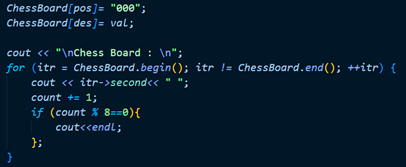 ChessBoard[pos]= "000";
ChessBoard[des]= val;

cout << "\nChess Board : \n";
for (itr = ChessBoard.begin(); itr != ChessBoard.end(); ++itr) {
    cout << itr->second<< " ";
    count += 1;
    if (count % 8==0){
        cout<<endl;
    };
}